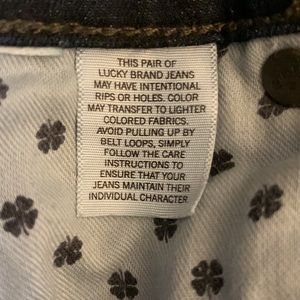 THIS PAIR OF
LUCKY BRAND JEANS
MAY HAVE INTENTIONAL
RIPS OR HOLES. COLOR
MAY TRANSFER TO LIGHTER
COLORED FABRICS.
AVOID PULLING UP BY
BELT LOOPS, SIMPLY
FOLLOW THE CARE
INSTRUCTIONS TO
ENSURE THAT YOUR
JEANS MAINTAIN THEIR
INDIVIDUAL CHARACTER